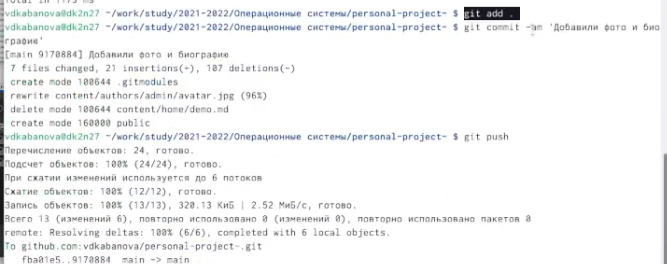 vdkabanova@dk2n27 ~/work/study/2021-2022/Операционные системы/personal-project- $ git add .
vdkabanova@dk2n27 ~/work/study/2021-2022/Операционные системы/personal-project- $ git commit -am 'Добавили фото и био
графию'
[main 9170884] Добавили фото и биографию
7 files changed, 21 insertions(+), 107 deletions(-)
create mode 100644 .gitmodules
rewrite content/authors/admin/avatar.jpg (96%)
delete mode 100644 content/home/demo.md
create mode 160000 public
vdkabanova@dk2n27 ~/work/study/2021-2022/Операционные системы/personal-project- $ git push
Перечисление объектов: 24, готово.
Подсчет объектов: 100% (24/24), готово.
При сжатии изменений используется до 6 потоков
Сжатие объектов: 100% (12/12), готово.
Запись объектов: 100% (13/13), 320.13 КиБ | 2.52 МиБ/с, готово.
Всего 13 (изменений 6), повторно использовано 0 (изменений 0), повторно использовано пакетов 0
remote: Resolving deltas: 100% (6/6), completed with 6 local objects.
To github.com:vdkabanova/personal-project-.git
fba01e5..9170884 main -> main